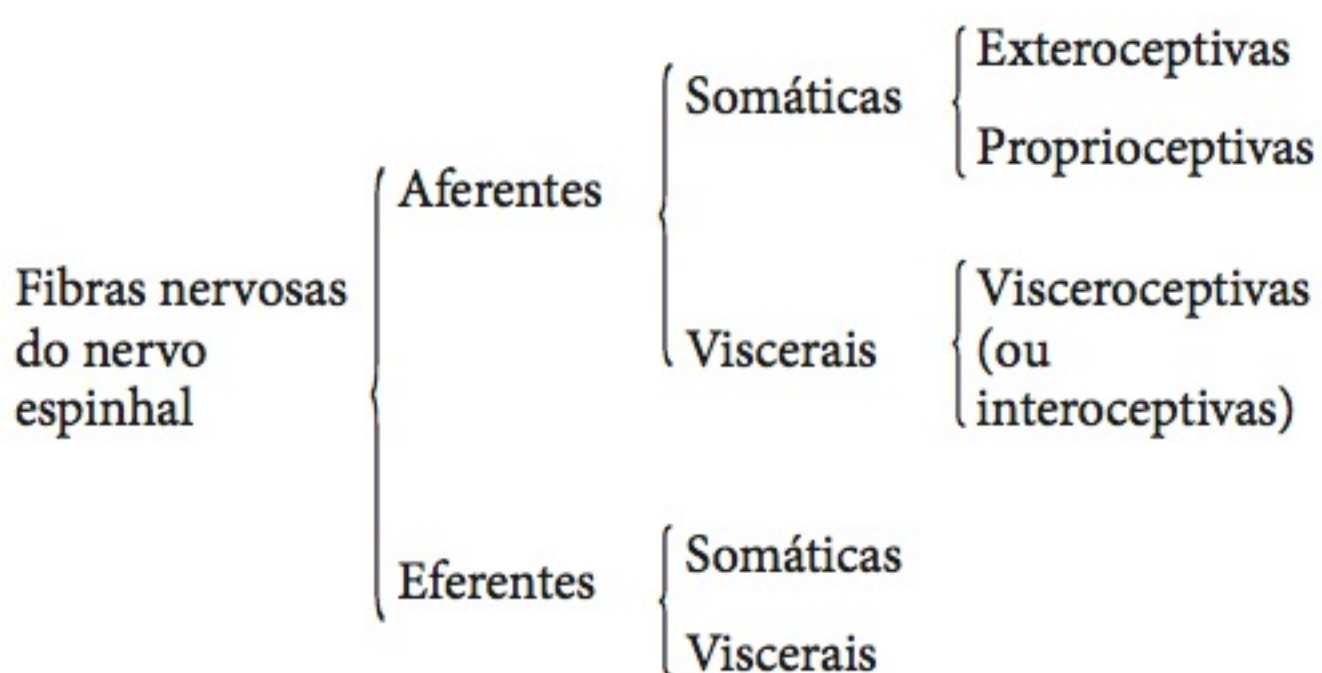 Fibras nervosas
do nervo
espinhal
Aferentes
Somáticas
Exteroceptivas
Proprioceptivas
Viscerais
Visceroceptivas
(ou
interoceptivas)
Eferentes
Somáticas
Viscerais